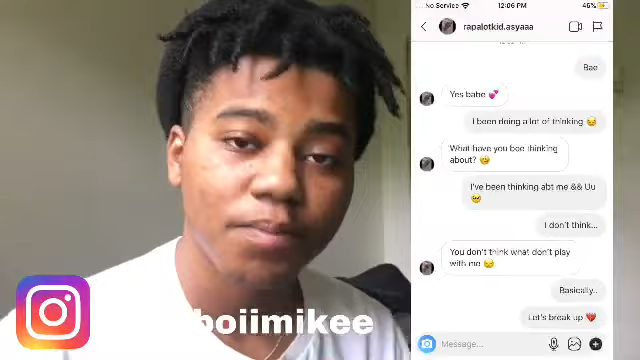 No Service
12:06 PM
46%
rapalotkid.asyaaa
Bae
Yes babe 💕
I been doing a lot of thinking 😔
What have you bee thinking
about? 🥴
I've been thinking abt me && Uu
🥺
I don't think...
You don't think what don't play
with me 😔
Basically..
Let's break up 💔
Message...
boiimikee